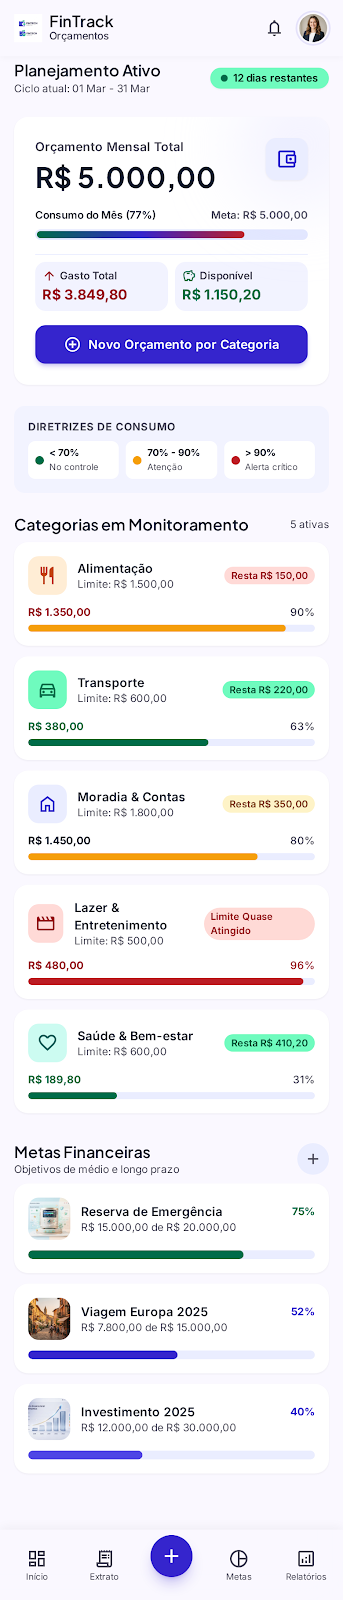 FinTrack
Orçamentos
Planejamento Ativo
12 dias restantes
Ciclo atual: 01 Mar - 31 Mar
Orçamento Mensal Total
R$ 5.000,00
Consumo do Mês (77%)
Meta: R$ 5.000,00
Gasto Total
R$ 3.849,80
Disponível
R$ 1.150,20
Novo Orçamento por Categoria
DIRETRIZES DE CONSUMO
< 70%
No controle
70% - 90%
Atenção
> 90%
Alerta crítico
Categorias em Monitoramento
5 ativas
Alimentação
Limite: R$ 1.500,00
Resta R$ 150,00
R$ 1.350,00
90%
Transporte
Limite: R$ 600,00
Resta R$ 220,00
R$ 380,00
63%
Moradia & Contas
Limite: R$ 1.800,00
Resta R$ 350,00
R$ 1.450,00
80%
Lazer &
Entretenimento
Limite: R$ 500,00
Limite Quase
Atingido
R$ 480,00
96%
Saúde & Bem-estar
Limite: R$ 600,00
Resta R$ 410,20
R$ 189,80
31%
Metas Financeiras
Objetivos de médio e longo prazo
Reserva de Emergência
75%
R$ 15.000,00 de R$ 20.000,00
Viagem Europa 2025
52%
R$ 7.800,00 de R$ 15.000,00
Investimento 2025
40%
R$ 12.000,00 de R$ 30.000,00
Início
Extrato
Metas
Relatórios